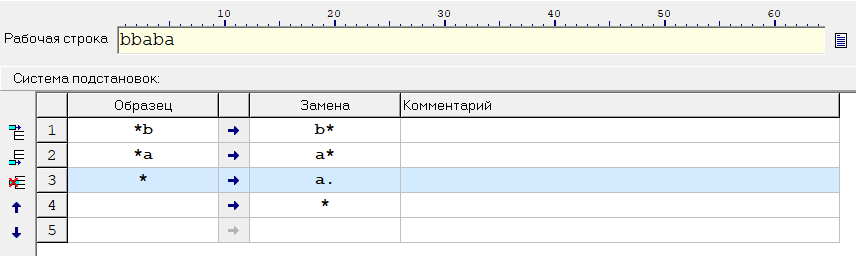 10 20 30 40 50 60
Рабочая строка bbaba
Система подстановок:
Образец Замена Комментарий
1 *b → b*
2 *a → a*
3 * → a.
4 → *
5 →